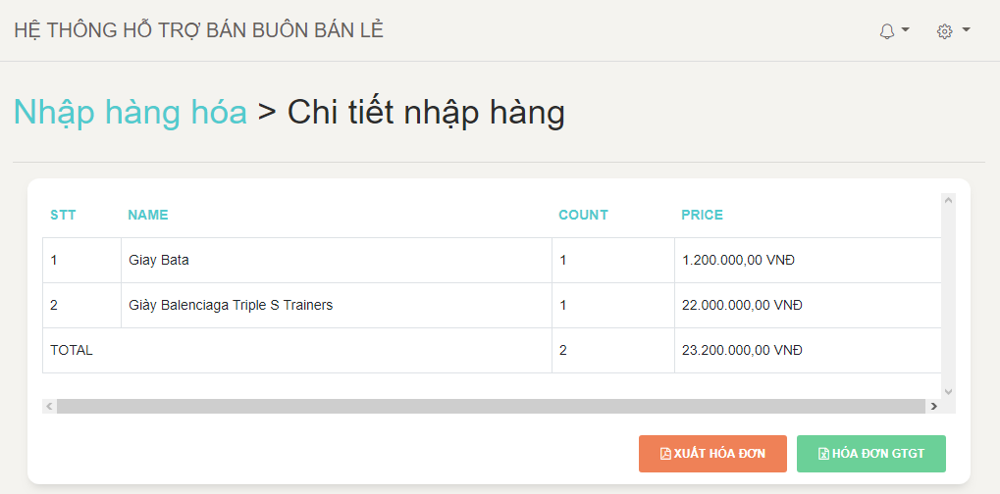 HỆ THÔNG HỖ TRỢ BÁN BUÔN BÁN LẺ
Nhập hàng hóa > Chi tiết nhập hàng
STT NAME COUNT PRICE
1 Giay Bata 1 1.200.000,00 VNĐ
2 Giày Balenciaga Triple S Trainers 1 22.000.000,00 VNĐ
TOTAL 2 23.200.000,00 VNĐ
XUẤT HÓA ĐƠN HÓA ĐƠN GTGT